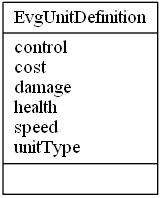 EvgUnitDefinition
control
cost
damage
health
speed
unitType